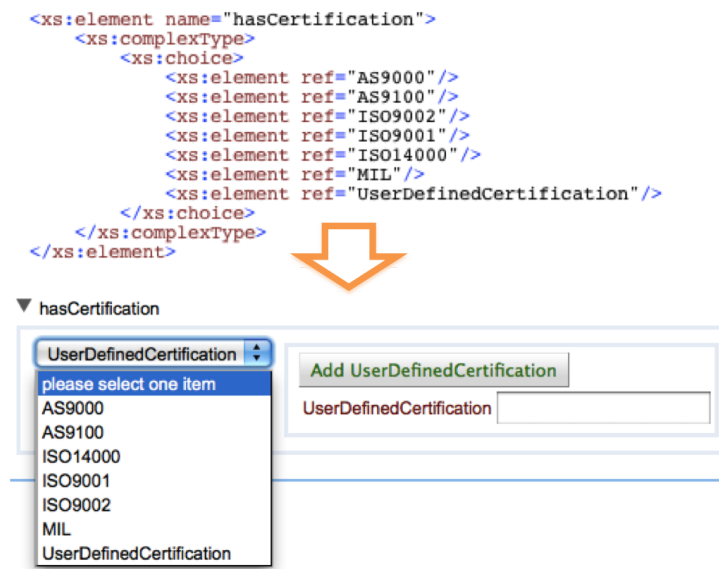 <xs:element name="hasCertification">
<xs:complexType>
<xs:choice>
<xs:element ref="AS9000"/>
<xs:element ref="AS9100"/>
<xs:element ref="ISO9002"/>
<xs:element ref="ISO9001"/>
<xs:element ref="ISO14000"/>
<xs:element ref="MIL"/>
<xs:element ref="UserDefinedCertification"/>
</xs:choice>
</xs:complexType>
</xs:element>
hasCertification
UserDefinedCertification
please select one item
AS9000
AS9100
ISO14000
ISO9001
ISO9002
MIL
UserDefinedCertification
Add UserDefinedCertification
UserDefinedCertification